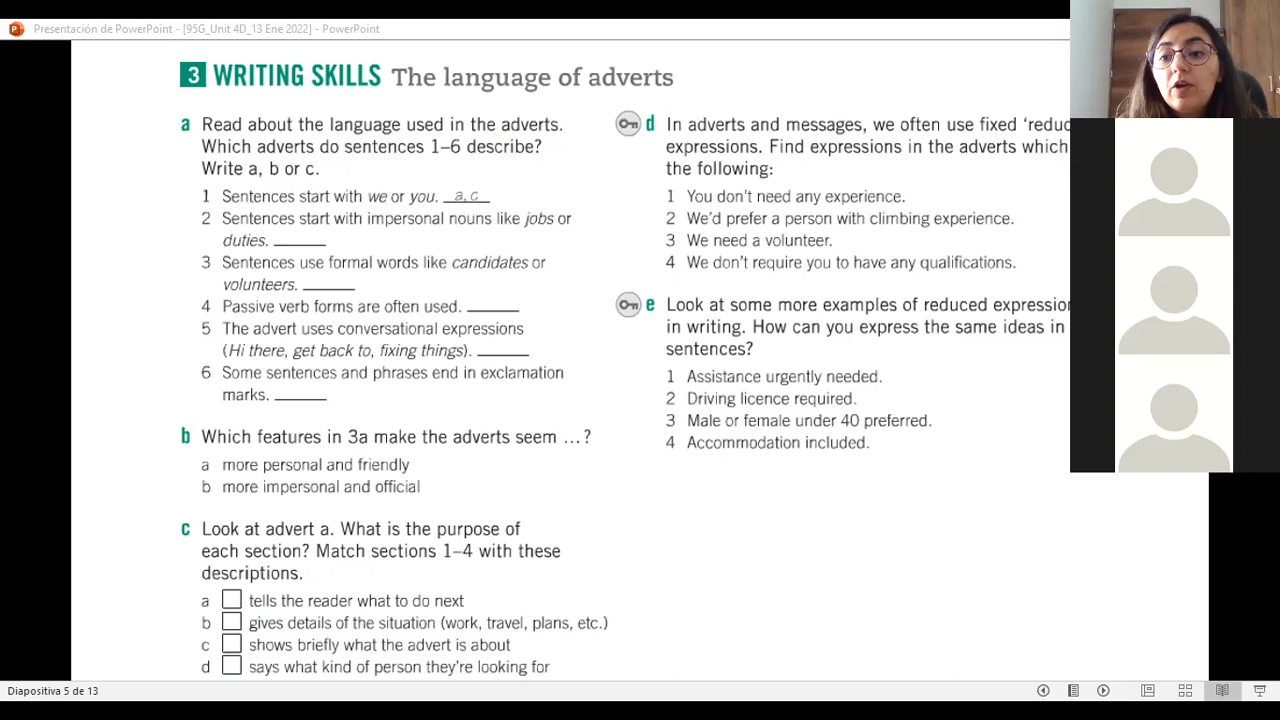 Presentación de PowerPoint - [95G_Unit 4D_13 Ene 2022] - PowerPoint
3 WRITING SKILLS The language of adverts
a Read about the language used in the adverts.
Which adverts do sentences 1–6 describe?
Write a, b or c.
1 Sentences start with we or you. a, c
2 Sentences start with impersonal nouns like jobs or
duties.
3 Sentences use formal words like candidates or
volunteers.
4 Passive verb forms are often used.
5 The advert uses conversational expressions
(Hi there, get back to, fixing things).
6 Some sentences and phrases end in exclamation
marks.
b Which features in 3a make the adverts seem …?
a more personal and friendly
b more impersonal and official
c Look at advert a. What is the purpose of
each section? Match sections 1–4 with these
descriptions.
a tells the reader what to do next
b gives details of the situation (work, travel, plans, etc.)
c shows briefly what the advert is about
d says what kind of person they're looking for
d In adverts and messages, we often use fixed
expressions. Find expressions in the adverts which
the following:
1 You don't need any experience.
2 We'd prefer a person with climbing experience.
3 We need a volunteer.
4 We don't require you to have any qualifications.
e Look at some more examples of reduced
in writing. How can you express the same ideas in
sentences?
1 Assistance urgently needed.
2 Driving licence required.
3 Male or female under 40 preferred.
4 Accommodation included.
Diapositiva 5 de 13